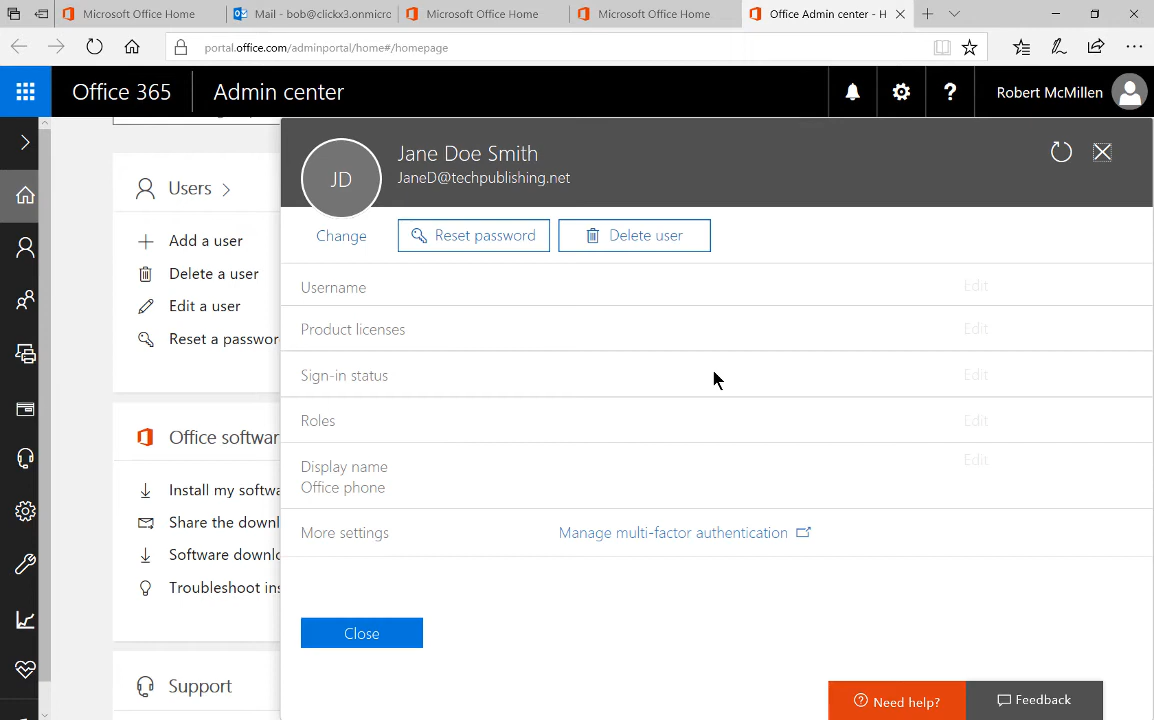 Microsoft Office Home
Mail - bob@clickx3.onmicro
Microsoft Office Home
Microsoft Office Home
Office Admin center - H
portal.office.com/adminportal/home#/homepage
Office 365
Admin center
?
Robert McMillen
Users
Add a user
Delete a user
Edit a user
Reset a passwor
Office softwar
Install my softwa
Share the downl
Software downlo
Troubleshoot ins
Support
JD
Jane Doe Smith
JaneD@techpublishing.net
Change
Reset password
Delete user
Username
Edit
Product licenses
Edit
Sign-in status
Edit
Roles
Edit
Display name
Edit
Office phone
More settings
Manage multi-factor authentication
Close
Need help?
Feedback